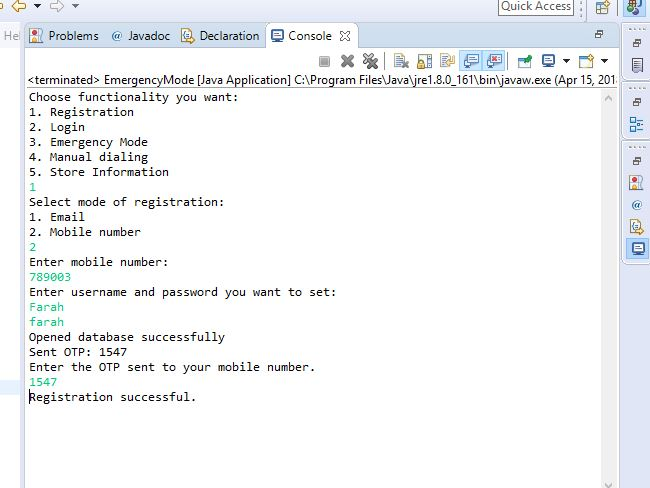 Quick Access
Hel
Problems @ Javadoc Declaration Console
<terminated> EmergencyMode [Java Application] C:\Program Files\Java\jre1.8.0_161\bin\javaw.exe (Apr 15, 201
Choose functionality you want:
1. Registration
2. Login
3. Emergency Mode
4. Manual dialing
5. Store Information
1
Select mode of registration:
1. Email
2. Mobile number
2
Enter mobile number:
789003
Enter username and password you want to set:
Farah
farah
Opened database successfully
Sent OTP: 1547
Enter the OTP sent to your mobile number.
1547
Registration successful.